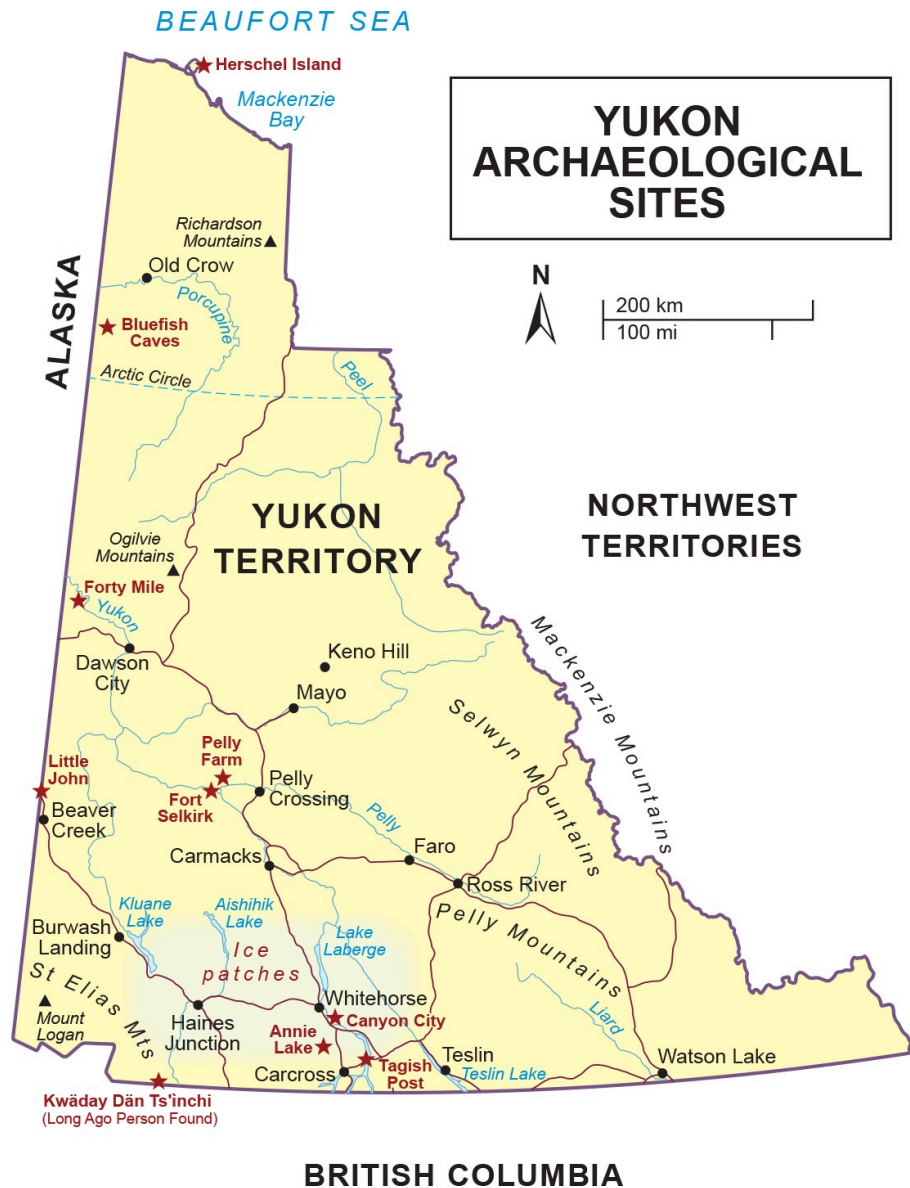 BEAUFORT SEA
Herschel Island
Mackenzie
Bay
YUKON
ARCHAEOLOGICAL
SITES
Richardson
Mountains
Old Crow
Porcupine
N
200 km
100 mi
ALASKA
Bluefish
Caves
Arctic Circle
Peel
YUKON
TERRITORY
NORTHWEST
TERRITORIES
Ogilvie
Mountains
Forty Mile
Yukon
Dawson
City
Keno Hill
Mayo
Mackenzie Mountains
Selwyn Mountains
Little
John
Pelly
Farm
Fort
Selkirk
Pelly
Crossing
Beaver
Creek
Pelly
Carmacks
Faro
Ross River
Kluane
Lake
Aishihik
Lake
Lake
Laberge
Pelly Mountains
Burwash
Landing
Ice
patches
St Elias Mts
Mount
Logan
Haines
Junction
Whitehorse
Canyon City
Annie
Lake
Liard
Carcross
Tagish
Post
Teslin
Teslin Lake
Watson Lake
Kwäday Dän Ts'inchi
(Long Ago Person Found)
BRITISH COLUMBIA